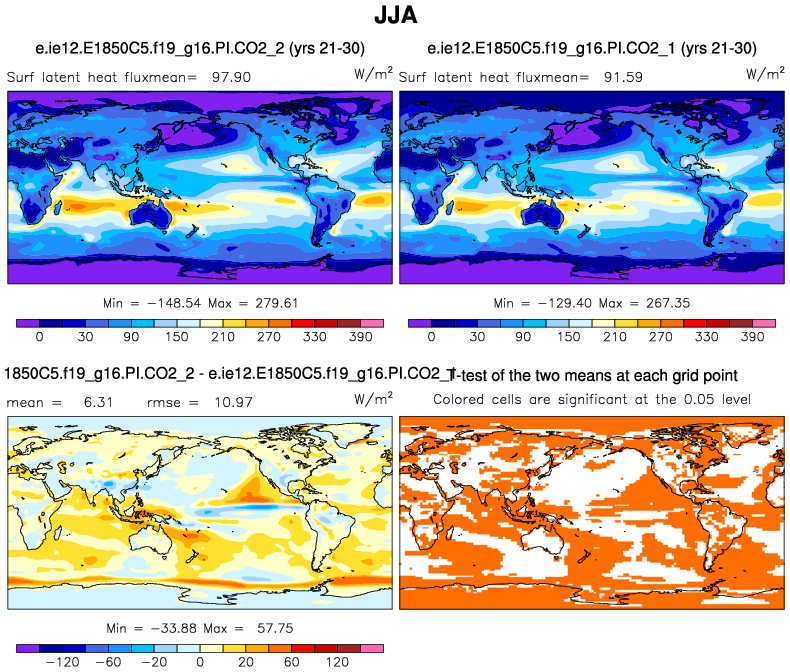 JJA
e.ie12.E1850C5.f19_g16.PI.CO2_2 (yrs 21-30)
e.ie12.E1850C5.f19_g16.PI.CO2_1 (yrs 21-30)
Surf latent heat fluxmean= 97.90 W/m²
Surf latent heat fluxmean= 91.59 W/m²
Min = −148.54 Max = 279.61
Min = −129.40 Max = 267.35
0 30 90 150 210 270 330 390
0 30 90 150 210 270 330 390
1850C5.f19_g16.PI.CO2_2 - e.ie12.E1850C5.f19_g16.PI.CO2_1
T-test of the two means at each grid point
mean = 6.31 rmse = 10.97 W/m²
Colored cells are significant at the 0.05 level
Min = −33.88 Max = 57.75
−120 −60 −20 0 20 60 120